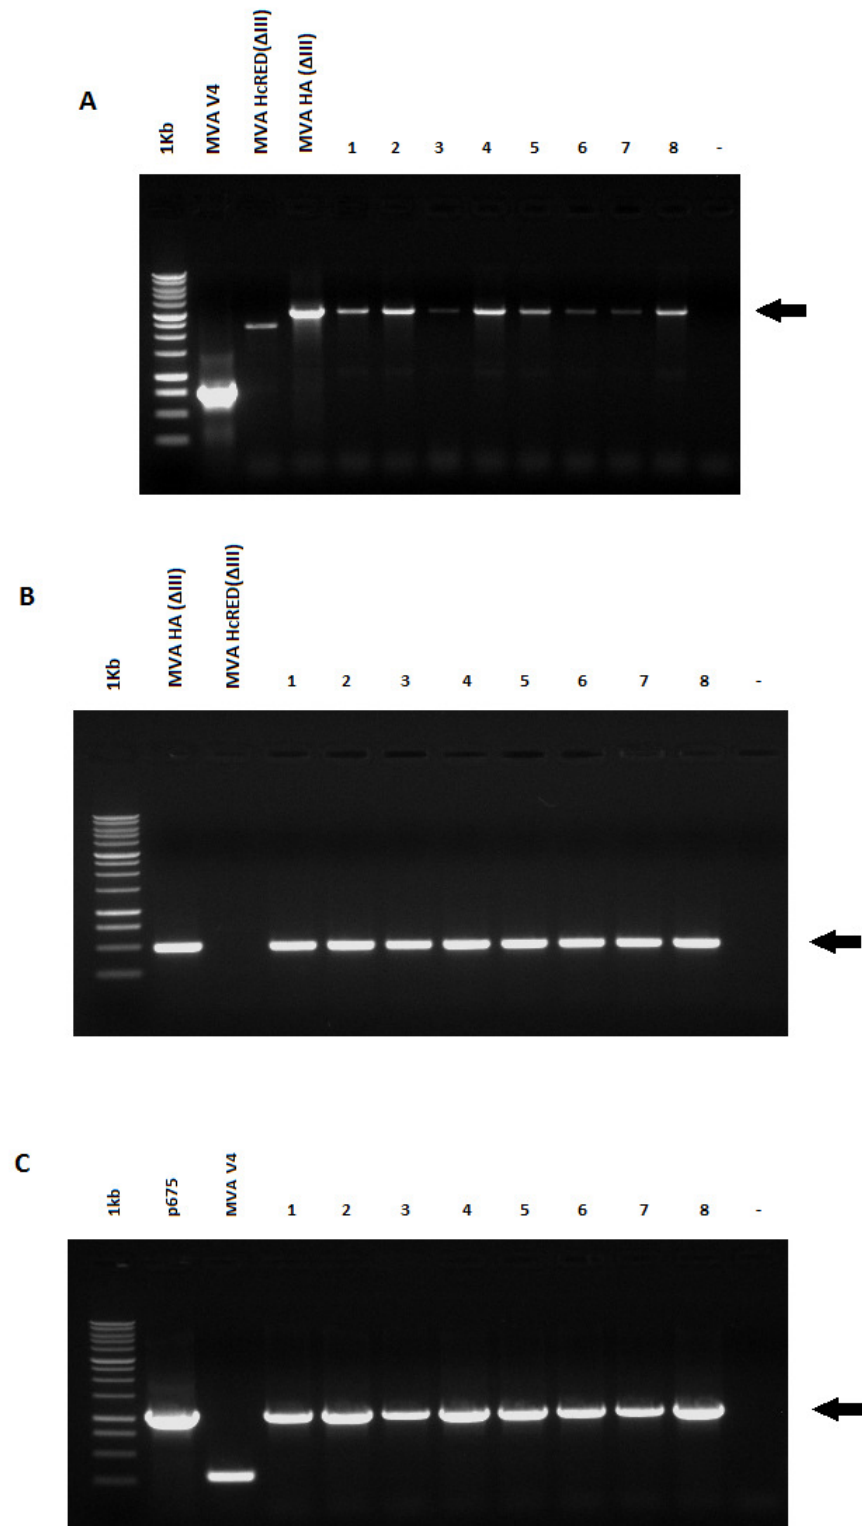 A
1Kb MVA V4 MVA HcRED(ΔIII) MVA HA (ΔIII) 1 2 3 4 5 6 7 8 -
B
1Kb MVA HA (ΔIII) MVA HcRED(ΔIII) 1 2 3 4 5 6 7 8 -
C
1kb p675 MVA V4 1 2 3 4 5 6 7 8 -